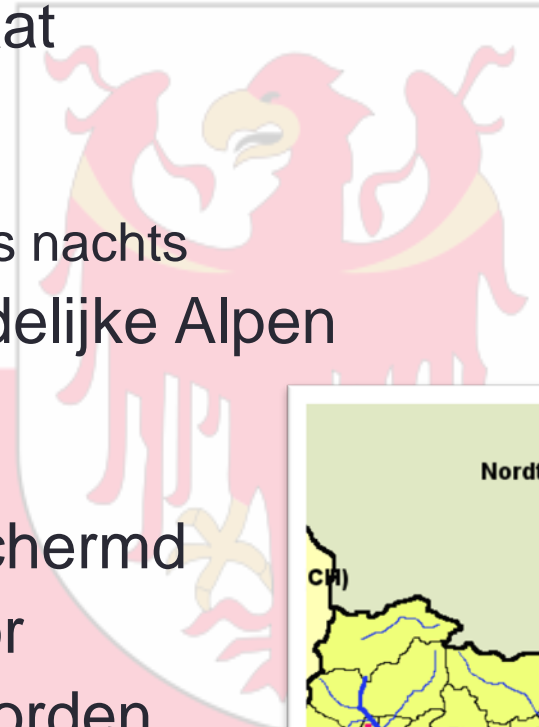 at
s nachts
delijke Alpen
chermd
or
orden
Nordt
CH)